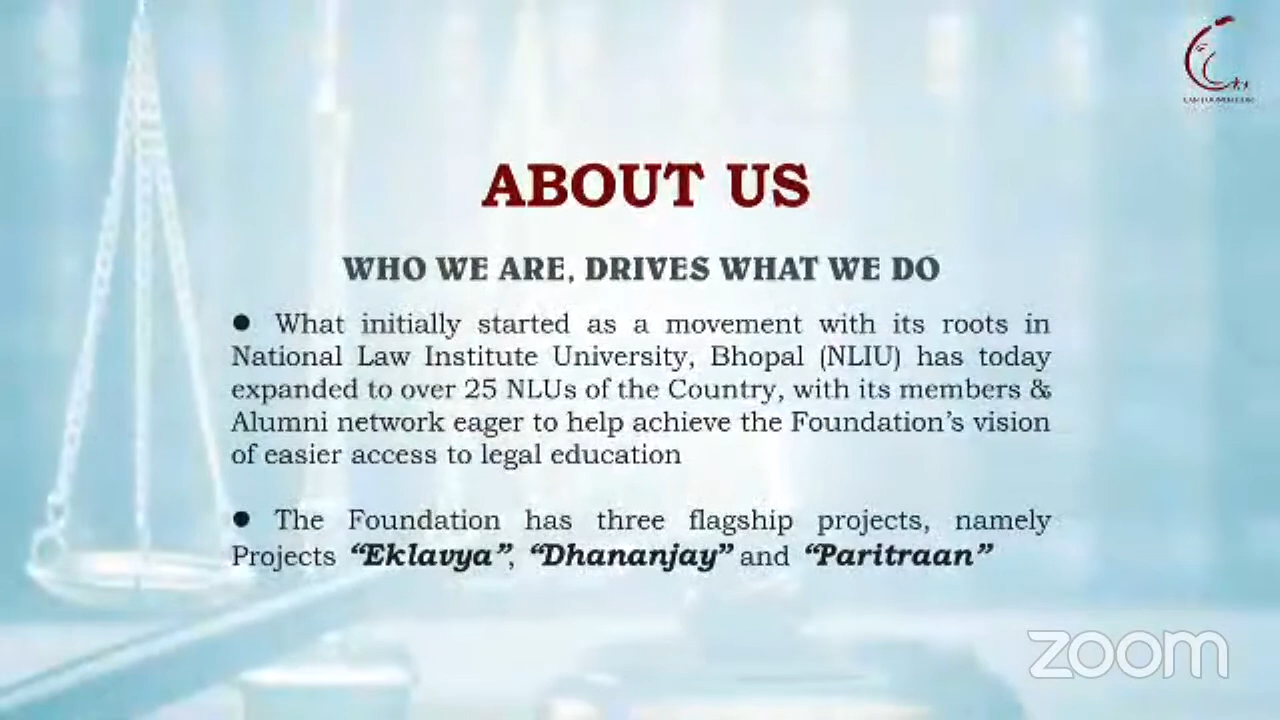 ABOUT US
WHO WE ARE, DRIVES WHAT WE DO
● What initially started as a movement with its roots in
National Law Institute University, Bhopal (NLIU) has today
expanded to over 25 NLUs of the Country, with its members &
Alumni network eager to help achieve the Foundation's vision
of easier access to legal education
● The Foundation has three flagship projects, namely
Projects “Eklavya”, “Dhananjay” and “Paritraan”
zoom